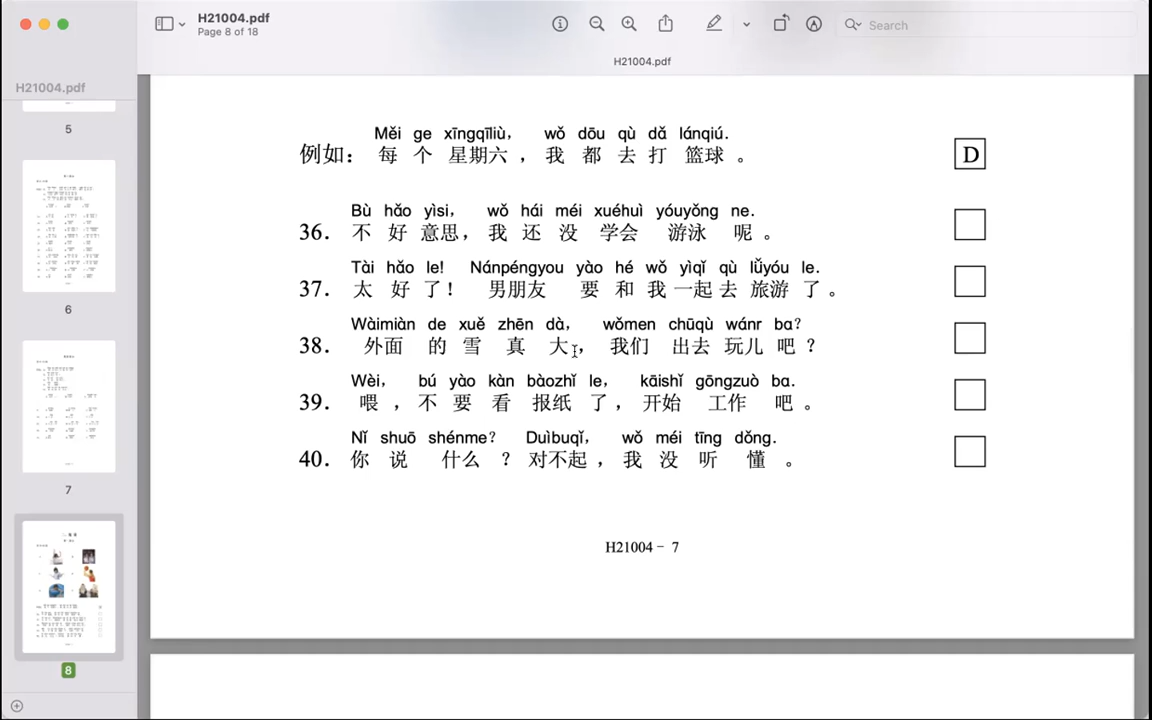 H21004.pdf
Page 8 of 18
Search
H21004.pdf
H21004.pdf
5
6
7
8
Měi ge xīngqīliù, wǒ dōu qù dǎ lánqiú.
例如：每个星期六，我都去打篮球。 D
Bù hǎo yìsi, wǒ hái méi xuéhuì yóuyǒng ne.
36. 不好意思，我还没学会游泳呢。
Tài hǎo le! Nánpéngyou yào hé wǒ yìqǐ qù lǚyóu le.
37. 太好了！男朋友要和我一起去旅游了。
Wàimiàn de xuě zhēn dà, wǒmen chūqù wánr ba?
38. 外面的雪真大，我们出去玩儿吧？
Wèi, bú yào kàn bàozhǐ le, kāishǐ gōngzuò ba.
39. 喂，不要看报纸了，开始工作吧。
Nǐ shuō shénme? Duìbuqǐ, wǒ méi tīng dǒng.
40. 你说什么？对不起，我没听懂。
H21004 - 7